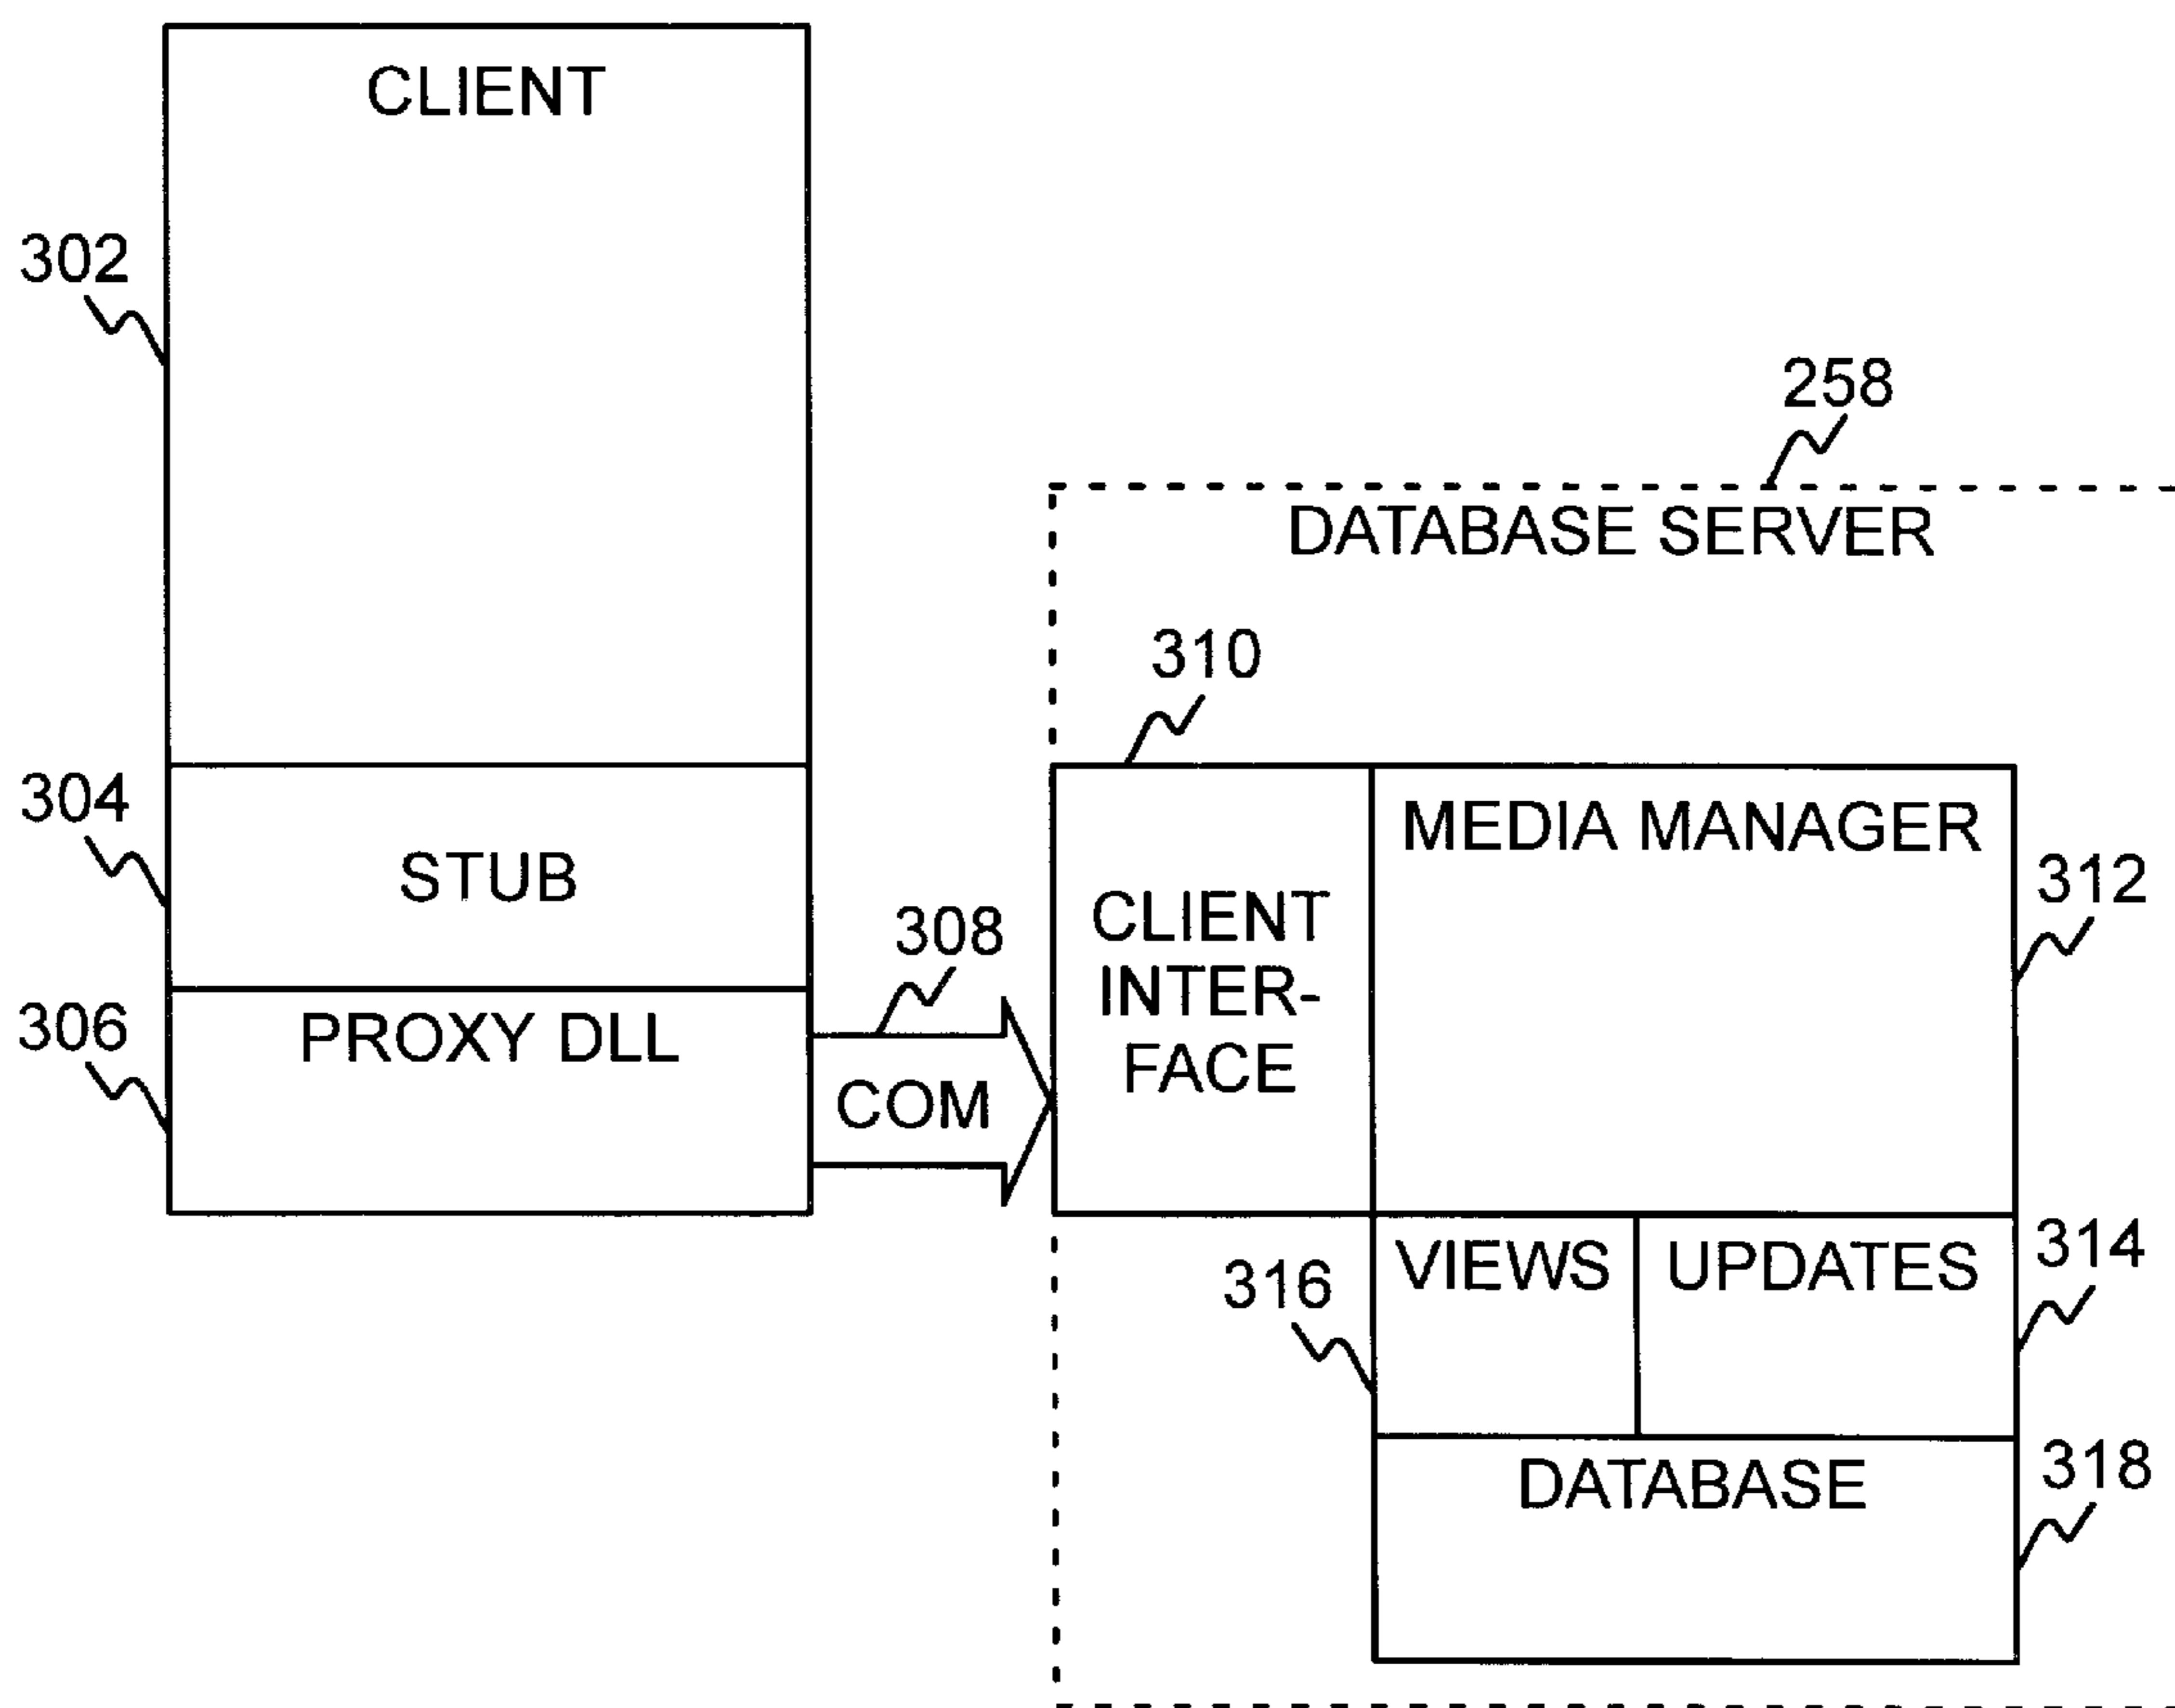 CLIENT
302
258
DATABASE SERVER
310
304
STUB
MEDIA MANAGER
312
308
CLIENT
INTER-
FACE
306
PROXY DLL
COM
316
VIEWS
UPDATES
314
DATABASE
318